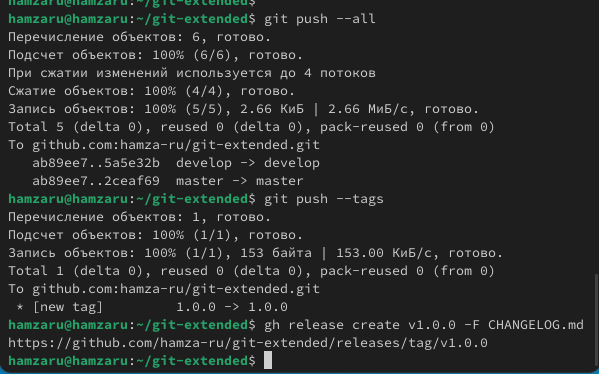 hamzaru@hamzaru:~/git-extended$
hamzaru@hamzaru:~/git-extended$ git push --all
Перечисление объектов: 6, готово.
Подсчет объектов: 100% (6/6), готово.
При сжатии изменений используется до 4 потоков
Сжатие объектов: 100% (4/4), готово.
Запись объектов: 100% (5/5), 2.66 КиБ | 2.66 МиБ/с, готово.
Total 5 (delta 0), reused 0 (delta 0), pack-reused 0 (from 0)
To github.com:hamza-ru/git-extended.git
   ab89ee7..5a5e32b  develop -> develop
   ab89ee7..2ceaf69  master -> master
hamzaru@hamzaru:~/git-extended$ git push --tags
Перечисление объектов: 1, готово.
Подсчет объектов: 100% (1/1), готово.
Запись объектов: 100% (1/1), 153 байта | 153.00 КиБ/с, готово.
Total 1 (delta 0), reused 0 (delta 0), pack-reused 0 (from 0)
To github.com:hamza-ru/git-extended.git
 * [new tag]         1.0.0 -> 1.0.0
hamzaru@hamzaru:~/git-extended$ gh release create v1.0.0 -F CHANGELOG.md
https://github.com/hamza-ru/git-extended/releases/tag/v1.0.0
hamzaru@hamzaru:~/git-extended$